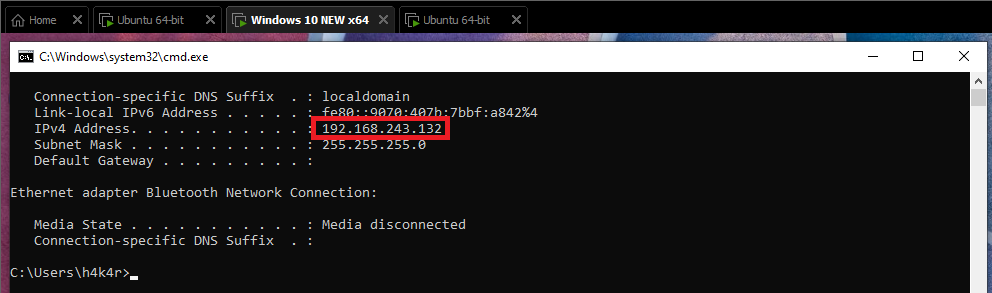 Home Ubuntu 64-bit Windows 10 NEW x64 Ubuntu 64-bit
C:\Windows\system32\cmd.exe
Connection-specific DNS Suffix . : localdomain
Link-local IPv6 Address . . . . . : fe80::9070:407b:7bbf:a842%4
IPv4 Address. . . . . . . . . . . : 192.168.243.132
Subnet Mask . . . . . . . . . . . : 255.255.255.0
Default Gateway . . . . . . . . . :
Ethernet adapter Bluetooth Network Connection:
Media State . . . . . . . . . . . : Media disconnected
Connection-specific DNS Suffix . :
C:\Users\h4k4r>